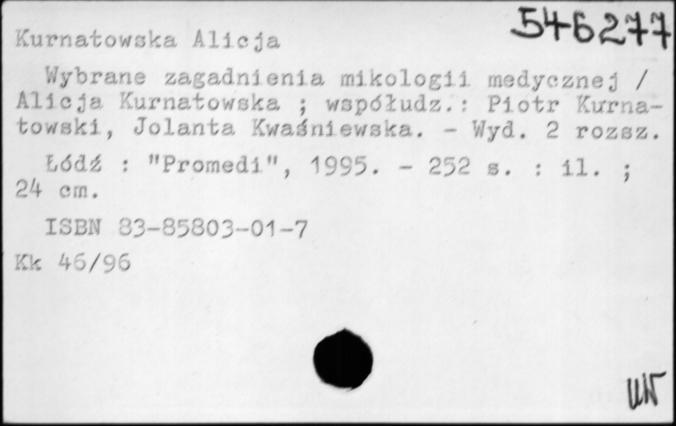 546277
Kurnatowska Alicja
Wybrane zagadnienia mikologii medycznej /
Alicja Kurnatowska ; współudz.: Piotr Kurna-
towski, Jolanta Kwaśniewska. - Wyd. 2 rozsz.
Łódź : "Promedi", 1995. - 252 s. : il. ;
24 cm.
ISBN 83-85803-01-7
Kk 46/96
UW